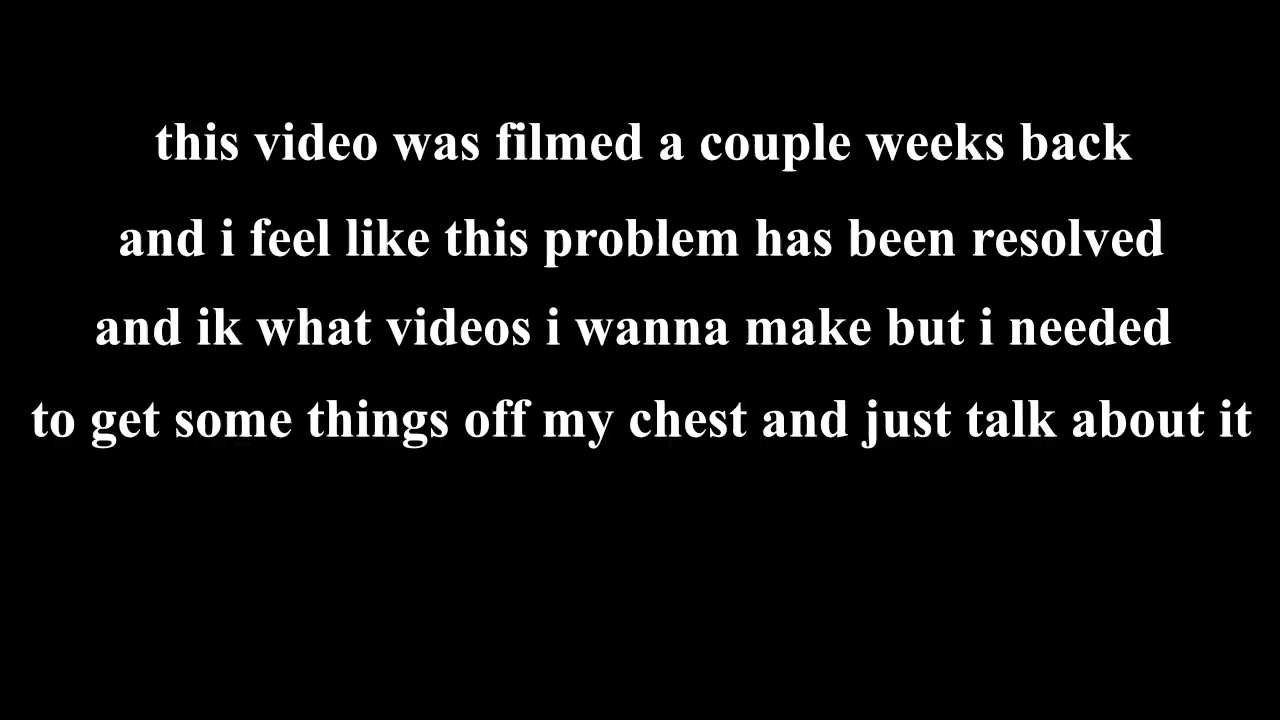 this video was filmed a couple weeks back
and i feel like this problem has been resolved
and ik what videos i wanna make but i needed
to get some things off my chest and just talk about it